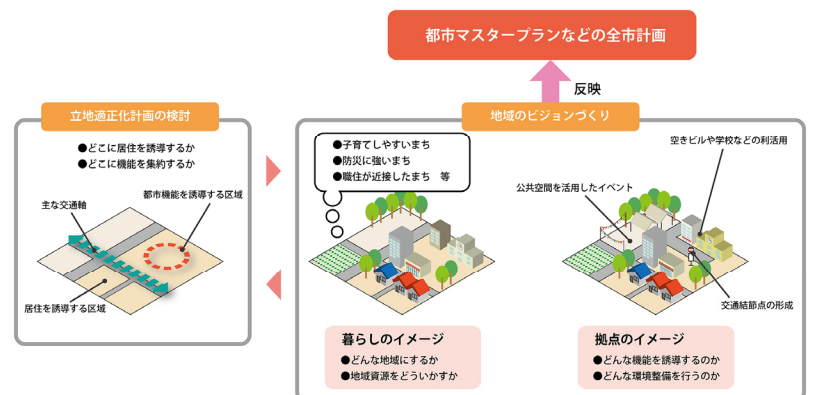 都市マスタープランなどの全市計画
反映
立地適正化計画の検討
●どこに居住を誘導するか
●どこに機能を集約するか
主な交通軸
都市機能を誘導する区域
居住を誘導する区域
地域のビジョンづくり
●子育てしやすいまち
●防災に強いまち
●職住が近接したまち 等
空きビルや学校などの利活用
公共空間を活用したイベント
交通結節点の形成
暮らしのイメージ
●どんな地域にするか
●地域資源をどういかすか
拠点のイメージ
●どんな機能を誘導するのか
●どんな環境整備を行うのか